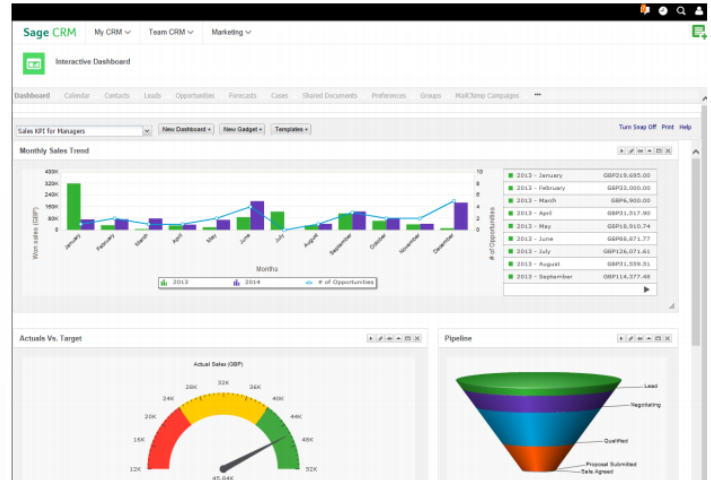 Sage CRM My CRM Team CRM Marketing
Interactive Dashboard
Dashboard Calendar Contacts Leads Opportunities Forecasts Cases Shared Documents Preferences Groups MailChimp Campaigns •••
Sales KPI for Managers New Dashboard New Gadget Templates Turn Snap Off Print Help
Monthly Sales Trend
Won sales (GBP)
400K
320K
240K
160K
80K
0
10
8
6
4
2
0
# of Opportunities
January February March April May June July August September October November December
Months
2013 2014 # of Opportunities
2013 - January GBP319,695.00
2013 - February GBP33,000.00
2013 - March GBP6,900.00
2013 - April GBP31,517.90
2013 - May GBP18,910.74
2013 - June GBP88,671.77
2013 - July GBP126,071.61
2013 - August GBP31,559.51
2013 - September GBP114,377.48
Actuals Vs. Target
Actual Sales (GBP)
12K
16K
20K
24K
28K
32K
36K
40K
44K
48K
52K
45.84K
Pipeline
Lead
Negotiating
Qualified
Proposal Submitted
Sale Agreed